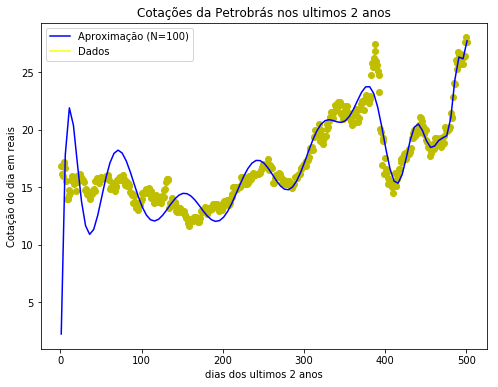 Cotações da Petrobrás nos ultimos 2 anos
Aproximação (N=100)
Dados
Cotação do dia em reais
25
20
15
10
5
0
100
200
300
400
500
dias dos ultimos 2 anos